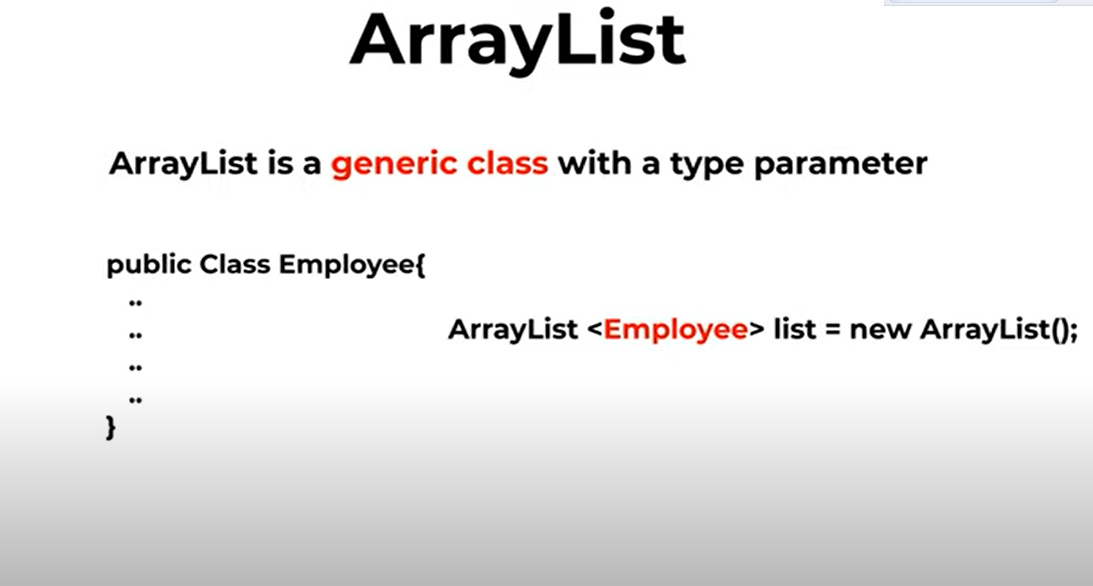 ArrayList
ArrayList is a generic class with a type parameter
public Class Employee{
..
..
ArrayList <Employee> list = new ArrayList();
..
..
}